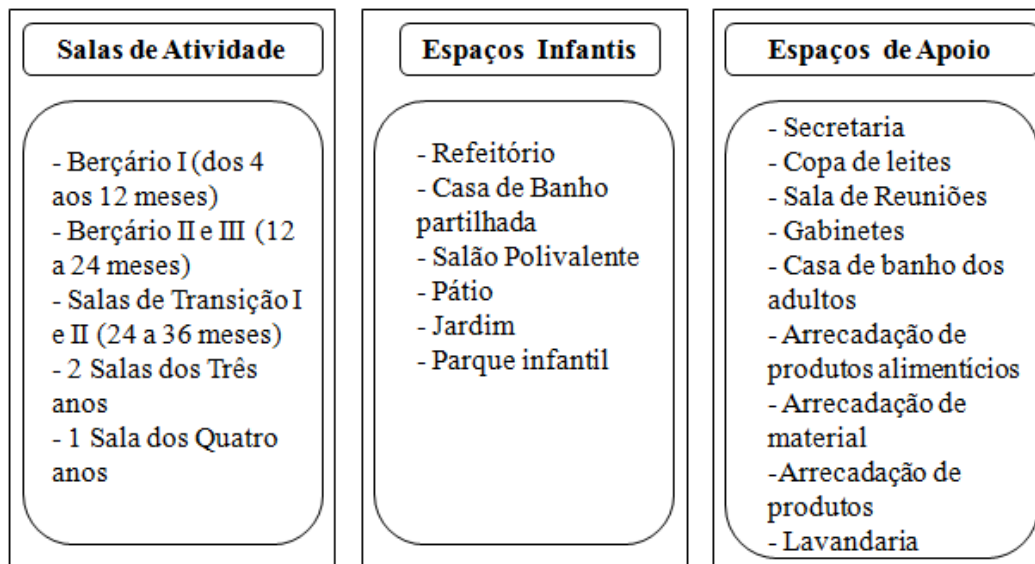 Salas de Atividade
- Berçário I (dos 4
aos 12 meses)
- Berçário II e III (12
a 24 meses)
- Salas de Transição I
e II (24 a 36 meses)
- 2 Salas dos Três
anos
- 1 Sala dos Quatro
anos
Espaços Infantis
- Refeitório
- Casa de Banho
partilhada
- Salão Polivalente
- Pátio
- Jardim
- Parque infantil
Espaços de Apoio
- Secretaria
- Copa de leites
- Sala de Reuniões
- Gabinetes
- Casa de banho dos
adultos
- Arrecadação de
produtos alimentícios
- Arrecadação de
material
-Arrecadação de
produtos
- Lavandaria